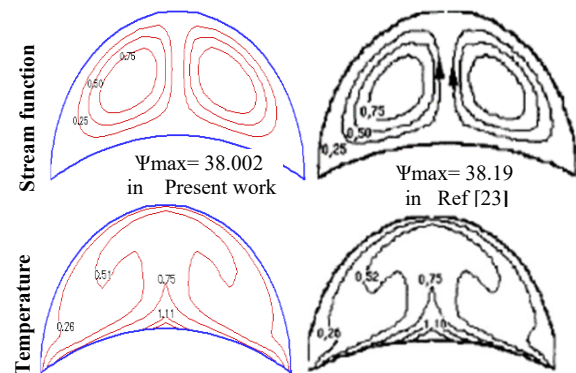 Stream function
0.75
0.50
0.25
0,75
0,50
0,25
Ψmax= 38.002
in Present work
Ψmax= 38.19
in Ref [23]
Temperature
0.51
0.75
0.26
1.11
0,52
0,75
0,26
1,10